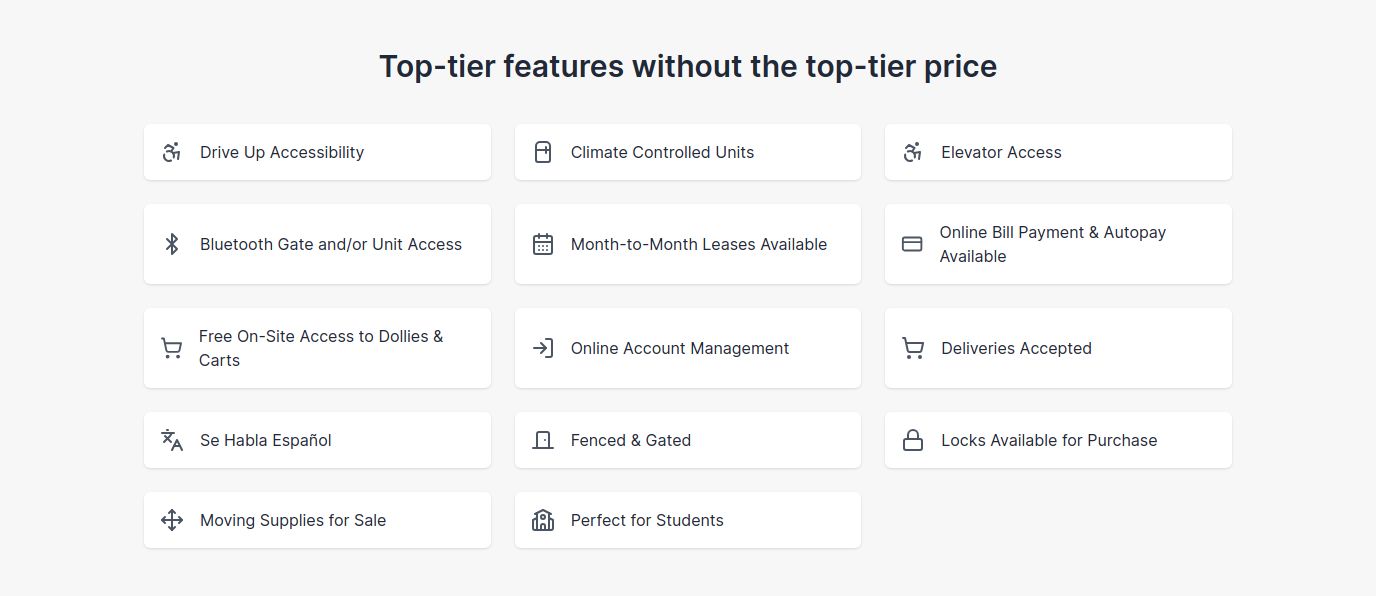 Top-tier features without the top-tier price
Drive Up Accessibility
Climate Controlled Units
Elevator Access
Bluetooth Gate and/or Unit Access
Month-to-Month Leases Available
Online Bill Payment & Autopay
Available
Free On-Site Access to Dollies &
Carts
Online Account Management
Deliveries Accepted
Se Habla Español
Fenced & Gated
Locks Available for Purchase
Moving Supplies for Sale
Perfect for Students